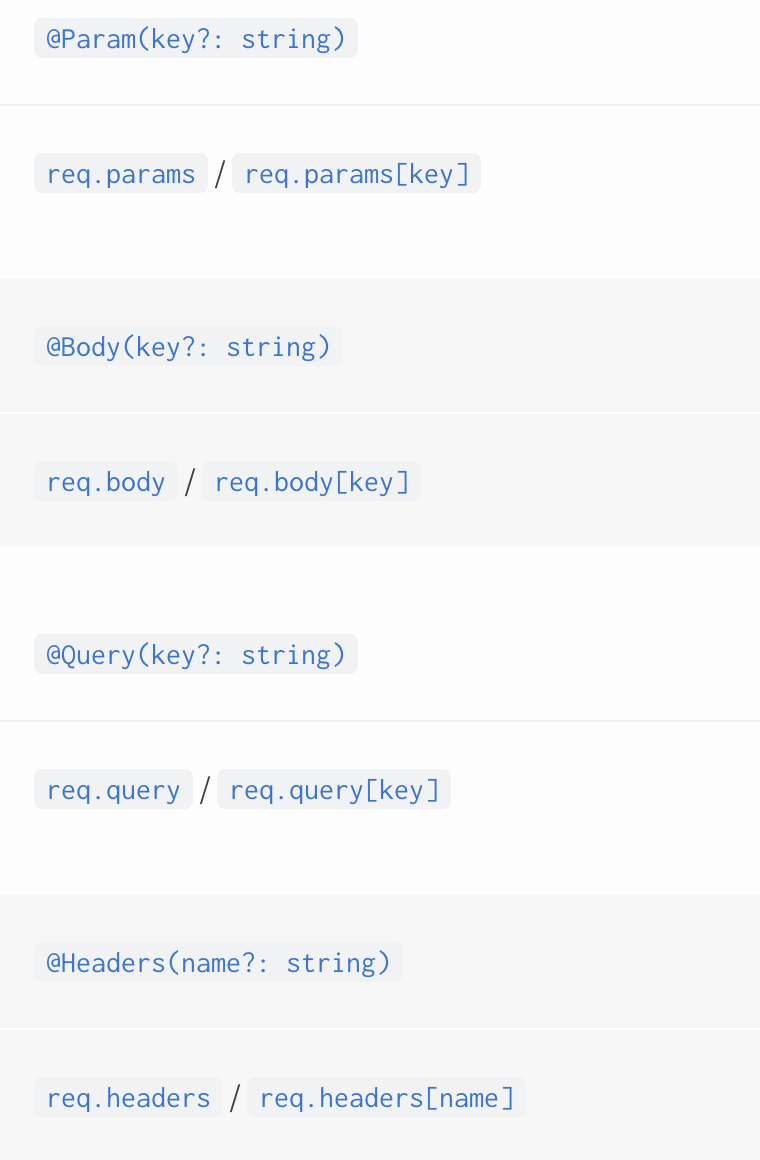 @Param(key?: string)
req.params / req.params[key]
@Body(key?: string)
req.body / req.body[key]
@Query(key?: string)
req.query / req.query[key]
@Headers(name?: string)
req.headers / req.headers[name]